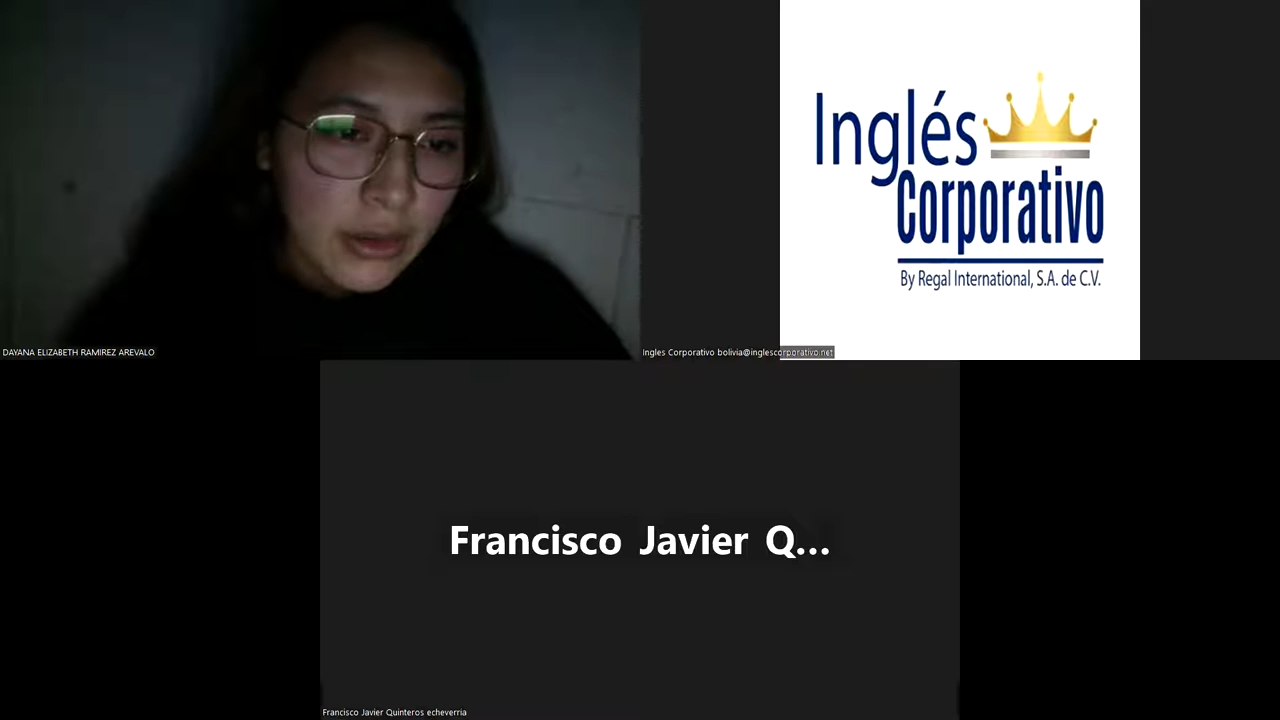 Inglés
Corporativo
By Regal International, S.A. de C.V.
DAYANA ELIZABETH RAMIREZ AREVALO
Ingles Corporativo bolivia@inglescorporativo.net
Francisco Javier Q...
Francisco Javier Quinteros echeverria